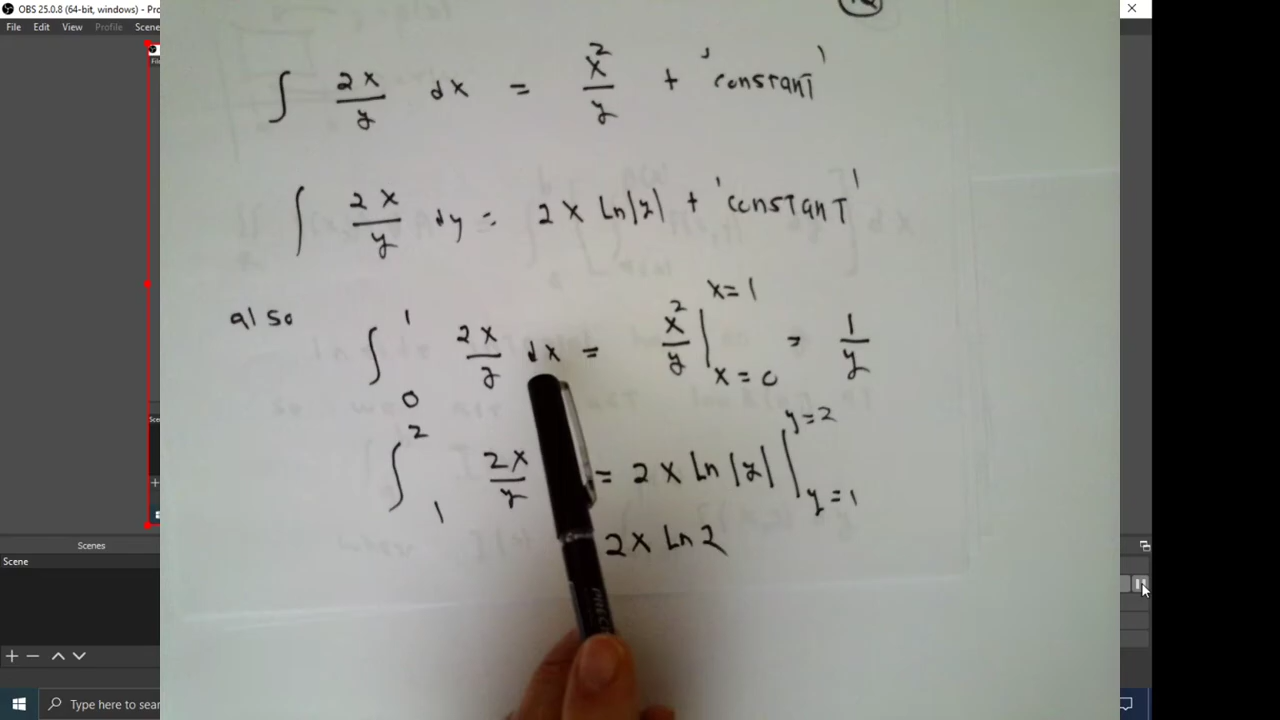 OBS 25.0.8 (64-bit, windows) - Pro
File Edit View Profile Scene
∫ 2x/y dx = x²/y + 'constant'
∫ 2x/y dy = 2x ln|y| + 'constant'
also ∫₀¹ 2x/y dx = x²/y |ₓ₌₀ˣ⁼¹ = 1/y
∫₁² 2x/y = 2x ln|y| | y=2 y=1
2x ln 2
Scenes
Scene
Type here to sear